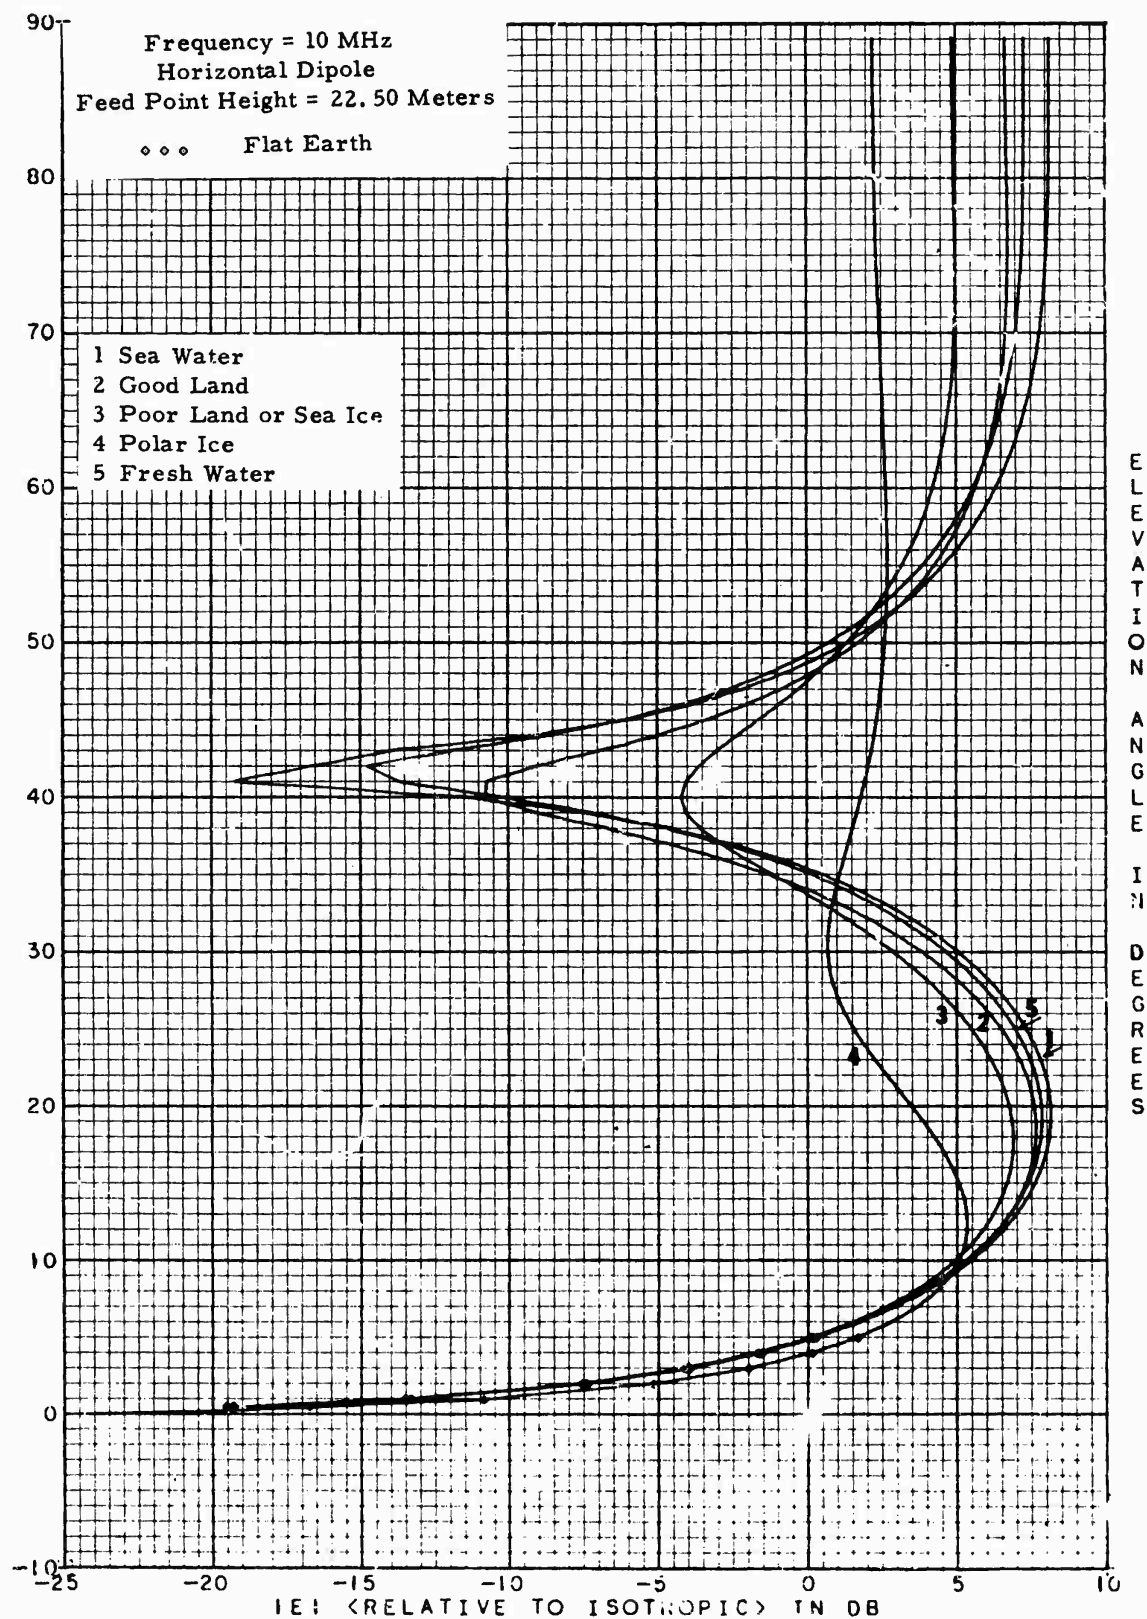 90
Frequency = 10 MHz
Horizontal Dipole
Feed Point Height = 22.50 Meters
⋄ ⋄ ⋄ Flat Earth
80
70
1 Sea Water
2 Good Land
3 Poor Land or Sea Ice
4 Polar Ice
5 Fresh Water
60
50
40
30
20
10
0
-10
3
2
5
1
4
-25 -20 -15 -10 -5 0 5 10
|E| <RELATIVE TO ISOTROPIC> IN DB
ELEVATION ANGLE IN DEGREES